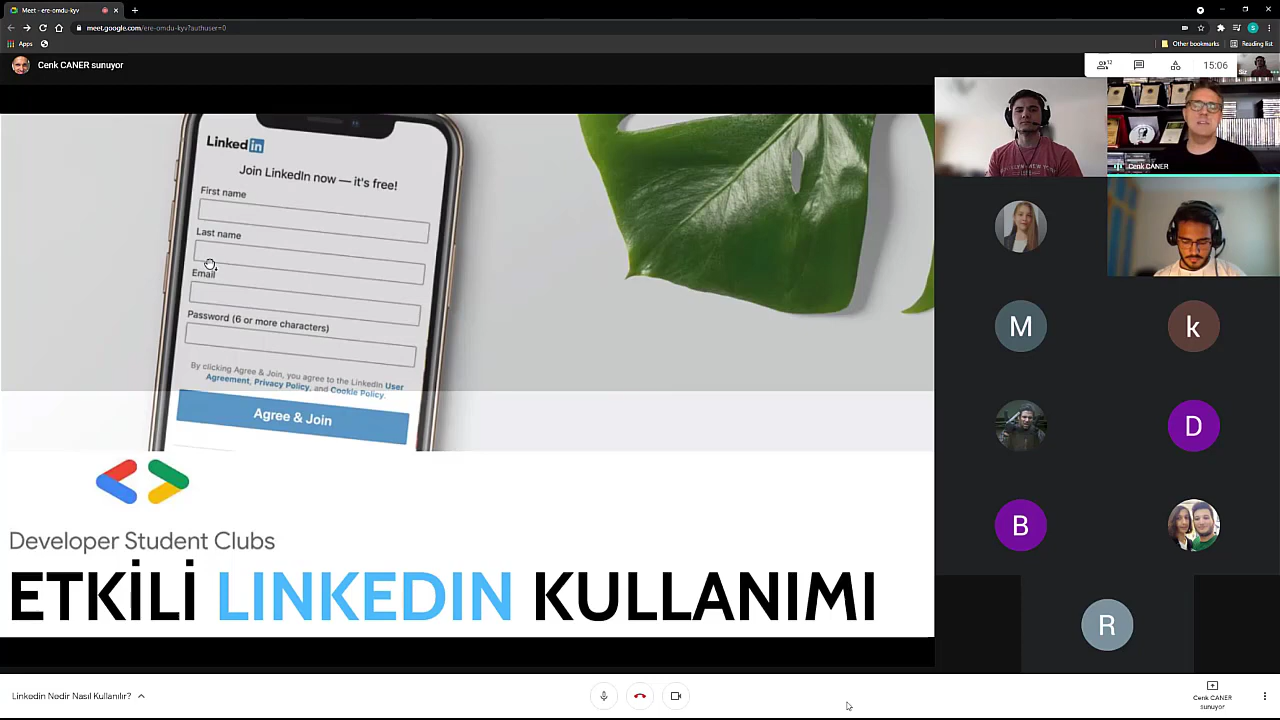 Meet - ere-omdu-kyv
meet.google.com/ere-omdu-kyv?authuser=0
Apps
Other bookmarks
Reading list
Cenk CANER sunuyor
12
15:06
Siz
LinkedIn
Join LinkedIn now — it's free!
First name
Last name
Email
Password (6 or more characters)
By clicking Agree & Join, you agree to the LinkedIn User
Agreement, Privacy Policy, and Cookie Policy.
Agree & Join
Developer Student Clubs
ETKİLİ LINKEDIN KULLANIMI
Cenk CANER
M
k
D
B
R
Linkedin Nedir Nasıl Kullanılır?
Cenk CANER
sunuyor